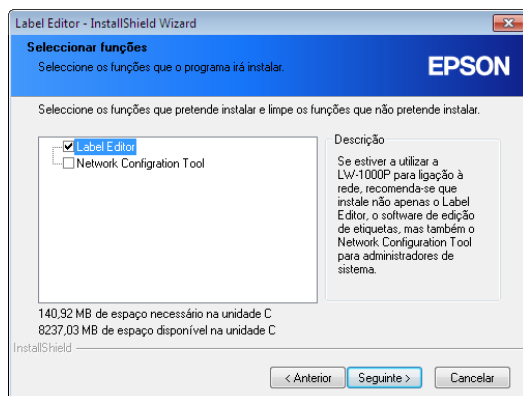 Label Editor - InstallShield Wizard
Seleccionar funções
Seleccione os funções que o programa irá instalar.
EPSON
Seleccione os funções que pretende instalar e limpe os funções que não pretende instalar.
Label Editor
Network Configration Tool
Descrição
Se estiver a utilizar a
LW-1000P para ligação à
rede, recomenda-se que
instale não apenas o Label
Editor, o software de edição
de etiquetas, mas também o
Network Configuration Tool
para administradores de
sistema.
140,92 MB de espaço necessário na unidade C
8237,03 MB de espaço disponível na unidade C
InstallShield
< Anterior
Seguinte >
Cancelar